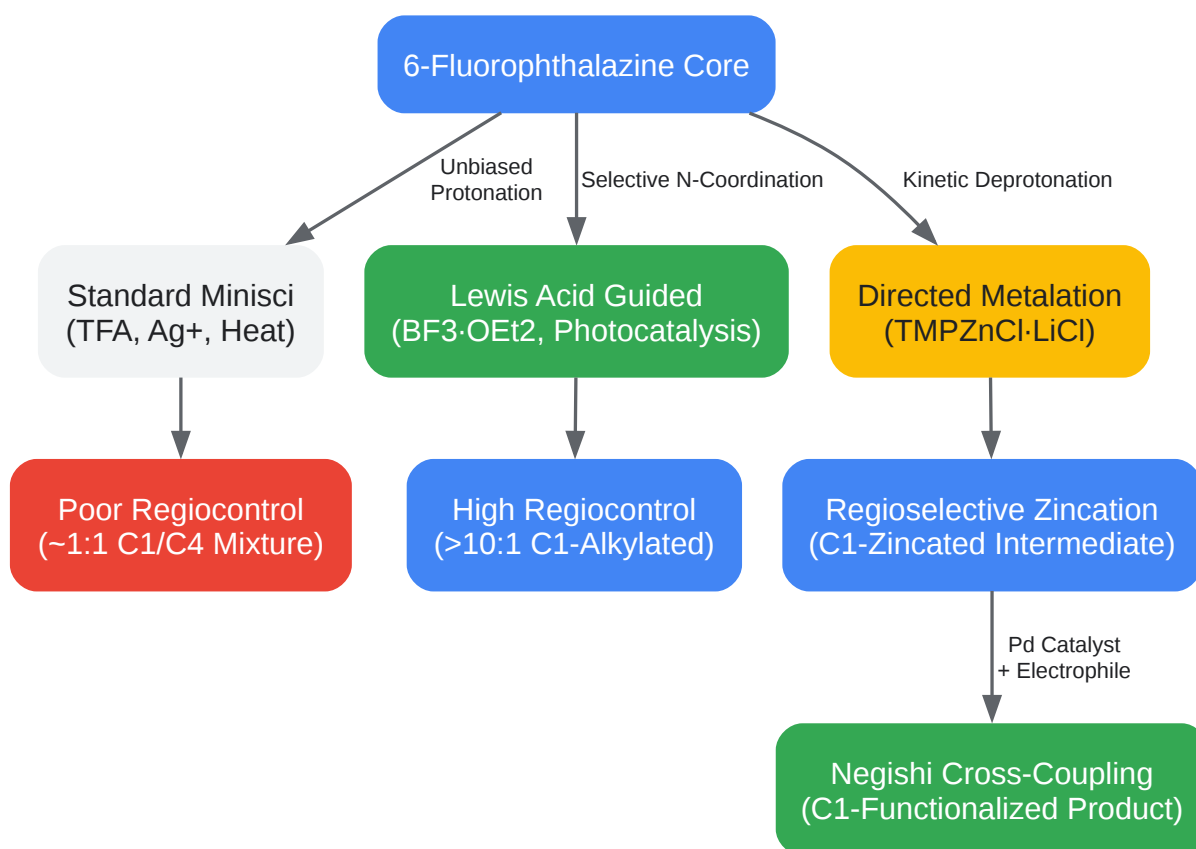 6-Fluorophthalazine Core
Unbiased
Protonation
Selective N-Coordination
Kinetic Deprotonation
Standard Minisci
(TFA, Ag+, Heat)
Lewis Acid Guided
(BF3·OEt2, Photocatalysis)
Directed Metalation
(TMPZnCl·LiCl)
Poor Regiocontrol
(~1:1 C1/C4 Mixture)
High Regiocontrol
(>10:1 C1-Alkylated)
Regioselective Zincation
(C1-Zincated Intermediate)
Pd Catalyst
+ Electrophile
Negishi Cross-Coupling
(C1-Functionalized Product)